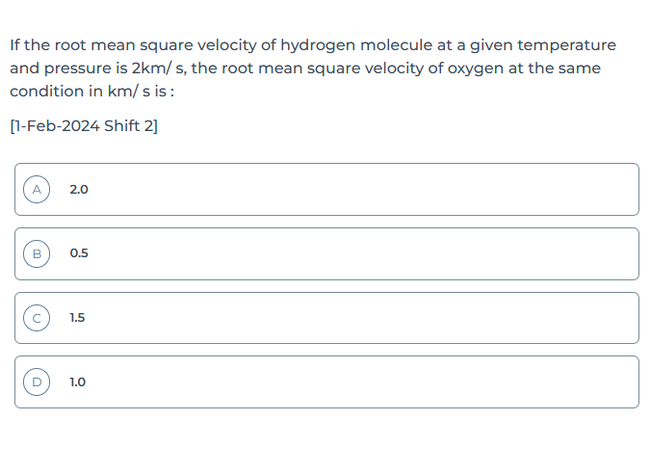 If the root mean square velocity of hydrogen molecule at a given temperature
and pressure is 2km/ s, the root mean square velocity of oxygen at the same
condition in km/ s is :
[1-Feb-2024 Shift 2]
A 2.0
B 0.5
C 1.5
D 1.0